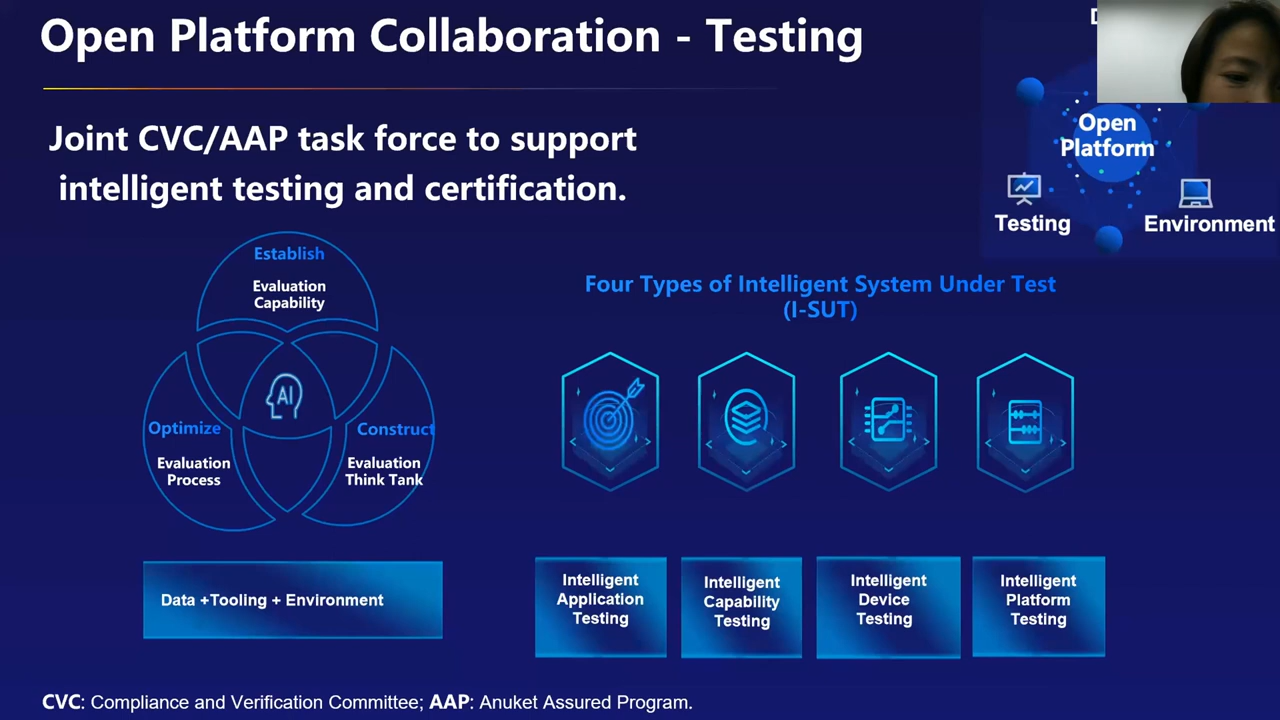 Open Platform Collaboration - Testing
Joint CVC/AAP task force to support
intelligent testing and certification.
Open
Platform
Testing
Environment
Establish
Evaluation
Capability
AI
Optimize
Evaluation
Process
Construct
Evaluation
Think Tank
Data +Tooling + Environment
Four Types of Intelligent System Under Test
(I-SUT)
Intelligent
Application
Testing
Intelligent
Capability
Testing
Intelligent
Device
Testing
Intelligent
Platform
Testing
CVC: Compliance and Verification Committee; AAP: Anuket Assured Program.